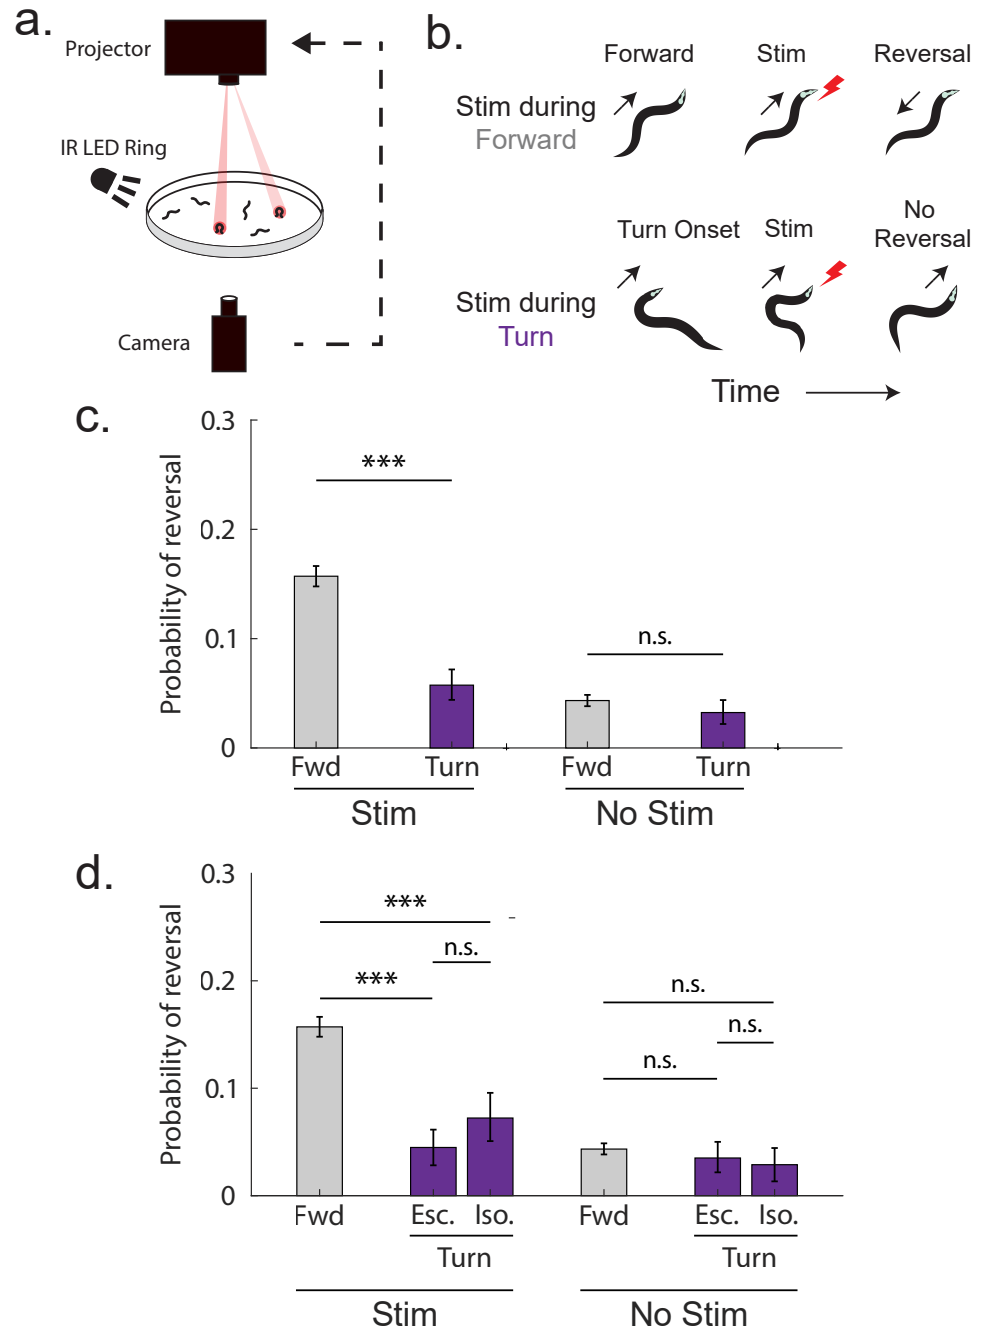 a.
Projector
IR LED Ring
Camera
b.
Forward Stim Reversal
Stim during
Forward
Turn Onset Stim No
Reversal
Stim during
Turn
Time
c.
Probability of reversal
0.3
0.2
0.1
0
***
n.s.
Fwd Turn Fwd Turn
Stim No Stim
d.
Probability of reversal
0.3
0.2
0.1
0
***
n.s.
***
n.s.
n.s.
n.s.
Fwd Esc. Iso. Fwd Esc. Iso.
Turn Turn
Stim No Stim